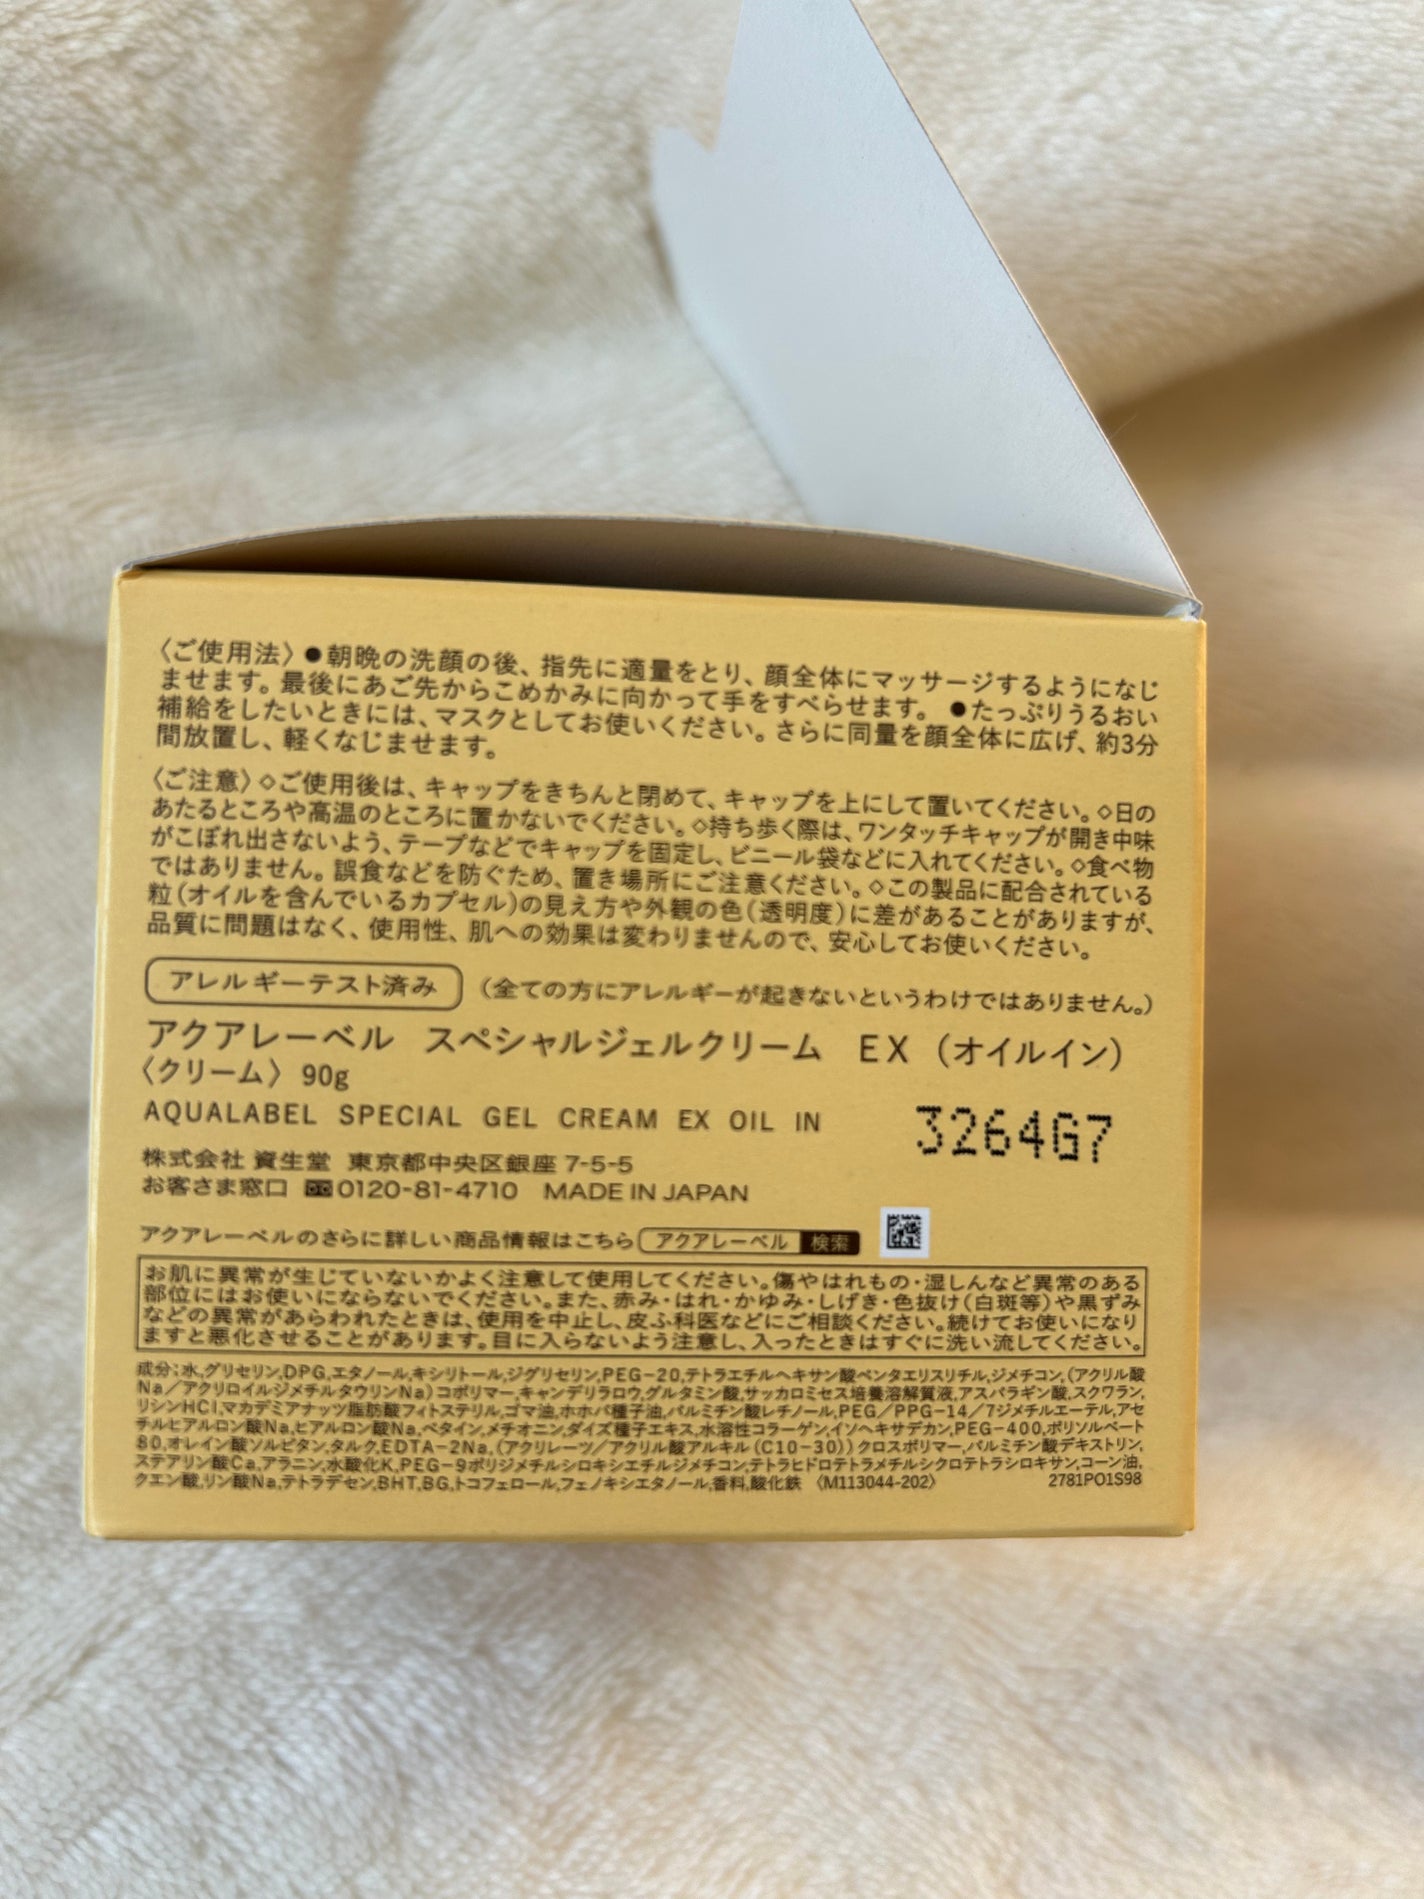 〈ご使用法〉●朝晩の洗顔の後、指先に適量をとり、顔全体にマッサージするようになじ
ませます。最後にあご先からこめかみに向かって手をすべらせます。 ●たっぷりうるおい
補給をしたいときには、マスクとしてお使いください。さらに同量を顔全体に広げ、約3分
間放置し、軽くなじませます。
〈ご注意〉◇ご使用後は、キャップをきちんと閉めて、キャップを上にして置いてください。◇日の
あたるところや高温のところに置かないでください。◇持ち歩く際は、ワンタッチキャップが開き中味
がこぼれ出さないよう、テープなどでキャップを固定し、ビニール袋などに入れてください。◇食べ物
ではありません。誤食などを防ぐため、置き場所にご注意ください。◇この製品に配合されている
粒(オイルを含んでいるカプセル)の見え方や外観の色(透明度)に差があることがありますが、
品質に問題はなく、使用性、肌への効果は変わりませんので、安心してお使いください。
アレルギーテスト済み (全ての方にアレルギーが起きないというわけではありません。)
アクアレーベル スペシャルジェルクリーム EX (オイルイン)
〈クリーム〉 90g
AQUALABEL SPECIAL GEL CREAM EX OIL IN
3264G7
株式会社 資生堂 東京都中央区銀座 7-5-5
お客さま窓口 0120-81-4710 MADE IN JAPAN
アクアレーベルのさらに詳しい商品情報はこちら アクアレーベル 検索
お肌に異常が生じていないかよく注意して使用してください。傷やはれもの・湿しんなど異常のある
部位にはお使いにならないでください。また、赤み・はれ・かゆみ・しげき・色抜け(白斑等)や黒ずみ
などの異常があらわれたときは、使用を中止し、皮ふ科医などにご相談ください。続けてお使いになり
ますと悪化させることがあります。目に入らないよう注意し、入ったときはすぐに洗い流してください。
成分:水,グリセリン,DPG,エタノール,キシリトール,ジグリセリン,PEG-20,テトラエチルヘキサン酸ペンタエリスリチル,ジメチコン,(アクリル酸
Na/アクリロイルジメチルタウリンNa)コポリマー,キャンデリラロウ,グルタミン酸,サッカロミセス培養溶解質液,アスパラギン酸,スクワラン,
リシンHCl,マカデミアナッツ脂肪酸フィトステリル,ゴマ油,ホホバ種子油,パルミチン酸レチノール,PEG/PPG-14/7ジメチルエーテル,アセ
チルヒアルロン酸Na,ヒアルロン酸Na,ベタイン,メチオニン,ダイズ種子エキス,水溶性コラーゲン,イソヘキサデカン,PEG-400,ポリソルベート
80,オレイン酸ソルビタン,タルク,EDTA-2Na,(アクリレーツ/アクリル酸アルキル(C10-30))クロスポリマー,パルミチン酸デキストリン,
ステアリン酸Ca,アラニン,水酸化K,PEG-9ポリジメチルシロキシエチルジメチコン,テトラヒドロテトラメチルシクロテトラシロキサン,コーン油,
クエン酸,リン酸Na,テトラデセン,BHT,BG,トコフェロール,フェノキシエタノール,香料,酸化鉄 〈M113044-202〉 2781PO1S98